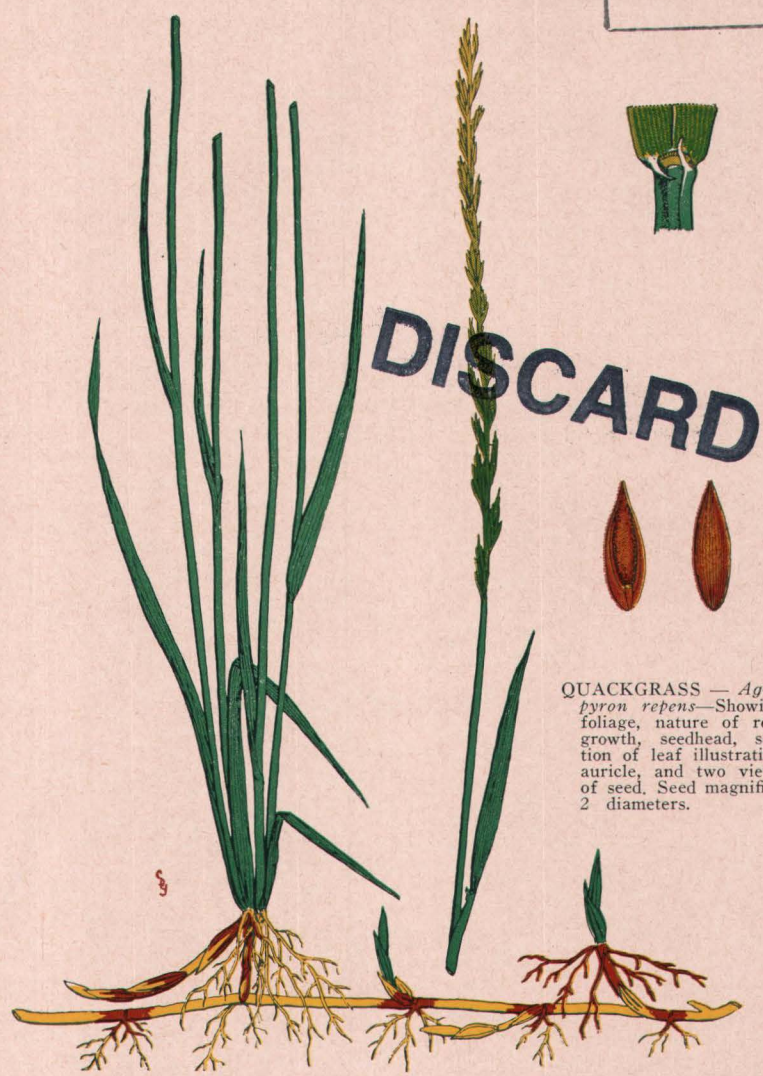 DISCARD
QUACKGRASS — Ag
pyron repens—Showi
foliage, nature of r
growth, seedhead, s
tion of leaf illustrati
auricle, and two vie
of seed. Seed magnifi
2 diameters.